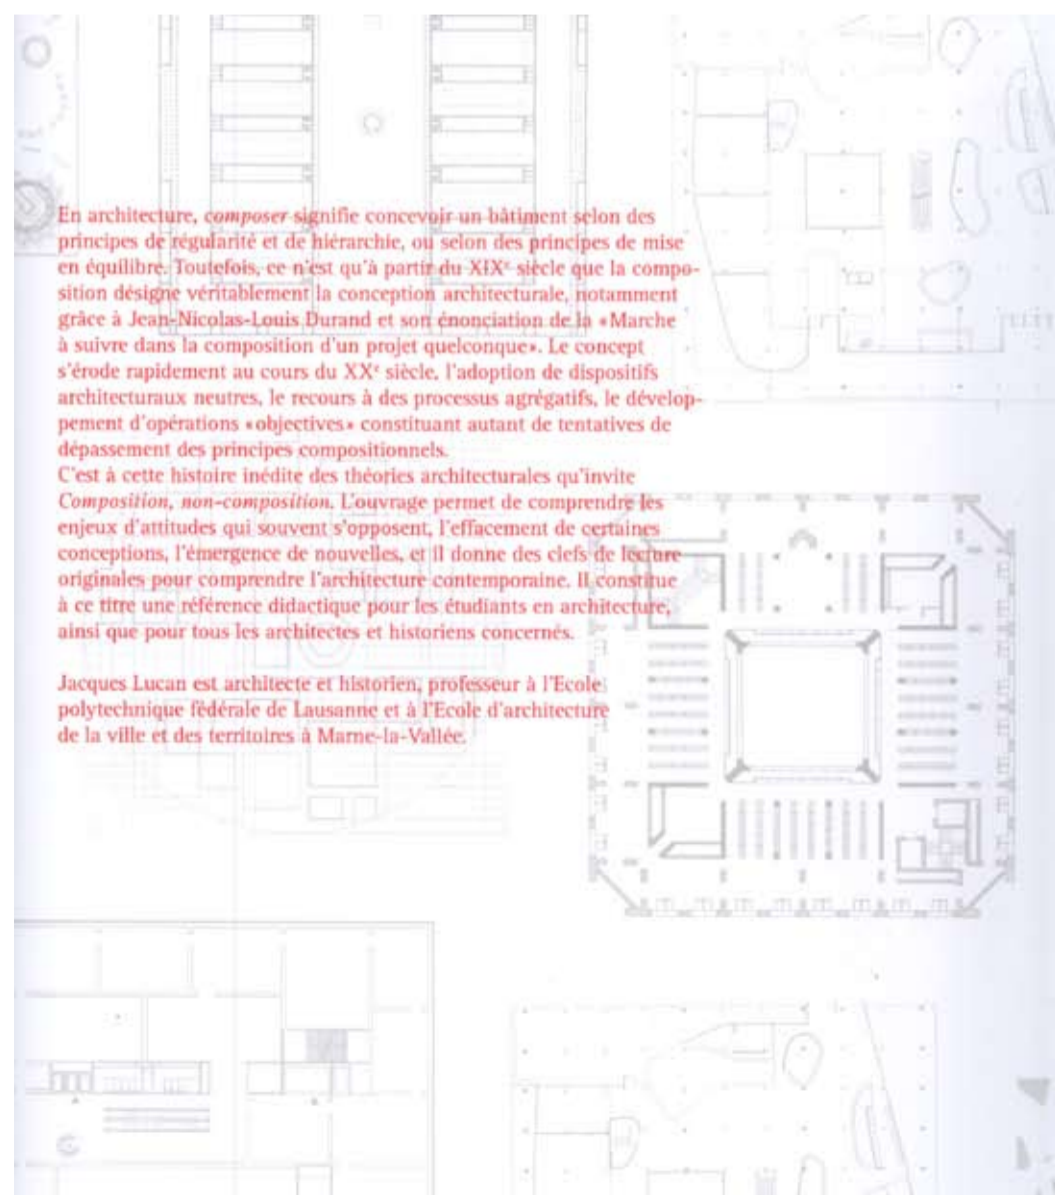 En architecture, composer signifie concevoir un bâtiment selon des
principes de régularité et de hiérarchie, ou selon des principes de mise
en équilibre. Toutefois, ce n'est qu'à partir du XIXe siècle que la compo-
sition désigne véritablement la conception architecturale, notamment
grâce à Jean-Nicolas-Louis Durand et son énonciation de la «Marche
à suivre dans la composition d'un projet quelconque». Le concept
s'érode rapidement au cours du XXe siècle, l'adoption de dispositifs
architecturaux neutres, le recours à des processus agrégatifs, le dévelop-
pement d'opérations «objectives» constituant autant de tentatives de
dépassement des principes compositionnels.
C'est à cette histoire inédite des théories architecturales qu'invite
Composition, non-composition. L'ouvrage permet de comprendre les
enjeux d'attitudes qui souvent s'opposent, l'effacement de certaines
conceptions, l'émergence de nouvelles, et il donne des clefs de lecture
originales pour comprendre l'architecture contemporaine. Il constitue
à ce titre une référence didactique pour les étudiants en architecture,
ainsi que pour tous les architectes et historiens concernés.
Jacques Lucan est architecte et historien, professeur à l'Ecole
polytechnique fédérale de Lausanne et à l'Ecole d'architecture
de la ville et des territoires à Marne-la-Vallée.